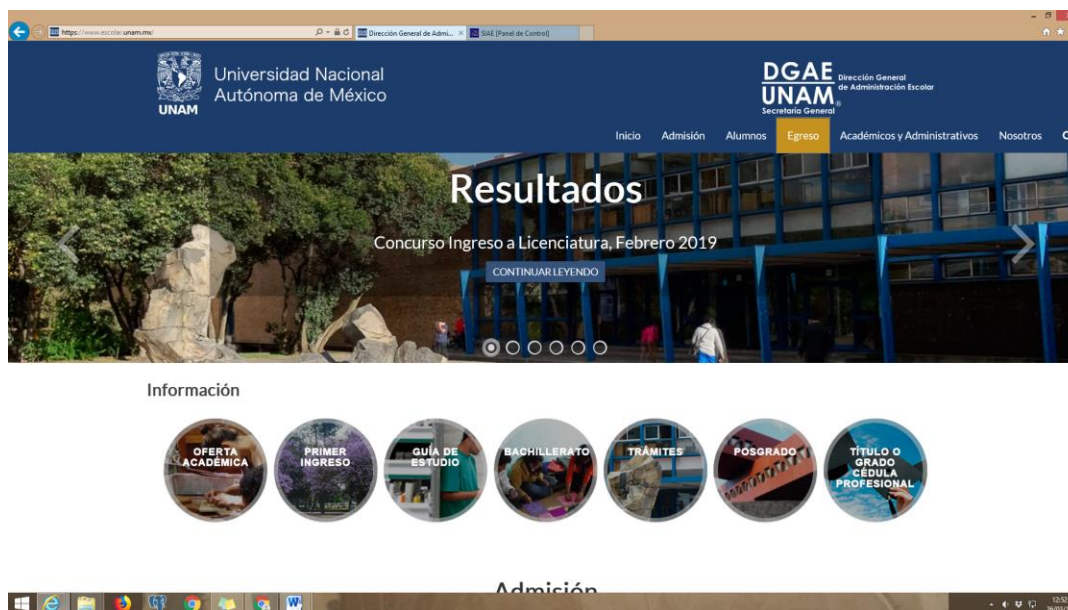 https://www.escolar.unam.mx/
Dirección General de Admi...
SIAE [Panel de Control]
Universidad Nacional
Autónoma de México
UNAM
DGAE
UNAM
Secretaría General
Dirección General
de Administración Escolar
Inicio Admisión Alumnos Egreso Académicos y Administrativos Nosotros
Resultados
Concurso Ingreso a Licenciatura, Febrero 2019
CONTINUAR LEYENDO
Información
OFERTA
ACADÉMICA
PRIMER
INGRESO
GUÍA DE
ESTUDIO
BACHILLERATO
TRÁMITES
POSGRADO
TÍTULO O
GRADO
CÉDULA
PROFESIONAL
Admisión